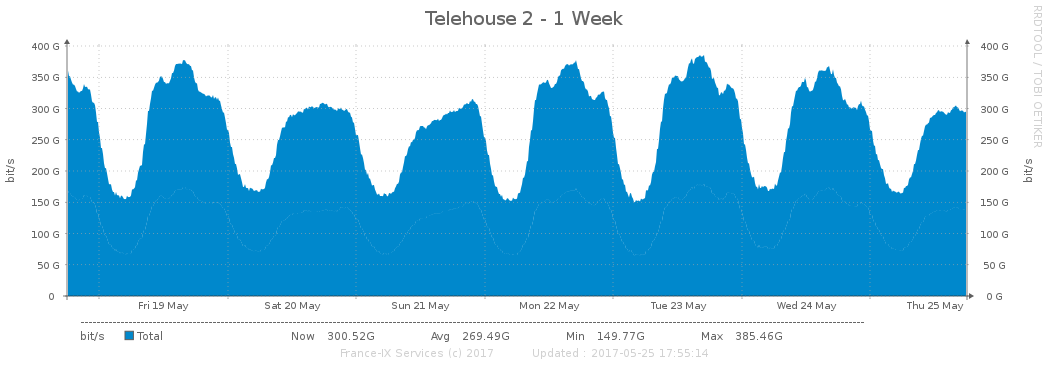 Telehouse 2 - 1 Week
RRDTOOL / TOBI OETIKER
400 G 400 G
350 G 350 G
300 G 300 G
250 G 250 G
200 G 200 G
150 G 150 G
100 G 100 G
50 G 50 G
0 0 G
bit/s bit/s
Fri 19 May Sat 20 May Sun 21 May Mon 22 May Tue 23 May Wed 24 May Thu 25 May
bit/s Total Now 300.52G Avg 269.49G Min 149.77G Max 385.46G
France-IX Services (c) 2017 Updated : 2017-05-25 17:55:14